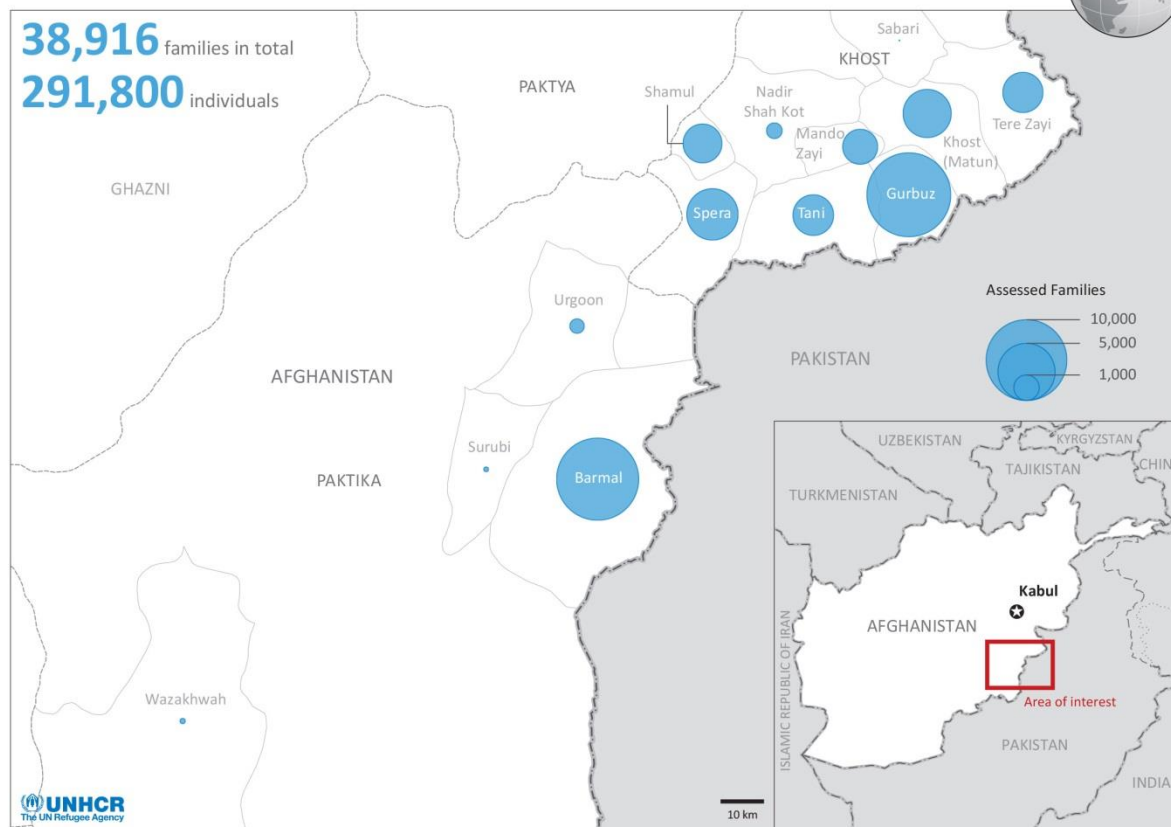 38,916 families in total
291,800 individuals
Sabari
KHOST
PAKTYA
Shamul
Nadir
Shah Kot
Mando
Zayi
Tere Zayi
Khost
(Matun)
GHAZNI
Gurbuz
Spera
Tani
Urgoon
Assessed Families
10,000
5,000
1,000
PAKISTAN
AFGHANISTAN
Surubi
PAKTIKA
Barmal
Wazakhwah
UZBEKISTAN
KYRGYZSTAN
TAJIKISTAN
CHIN
TURKMENISTAN
Kabul
AFGHANISTAN
ISLAMIC REPUBLIC OF IRAN
Area of interest
PAKISTAN
INDIA
UNHCR
The UN Refugee Agency
10 km